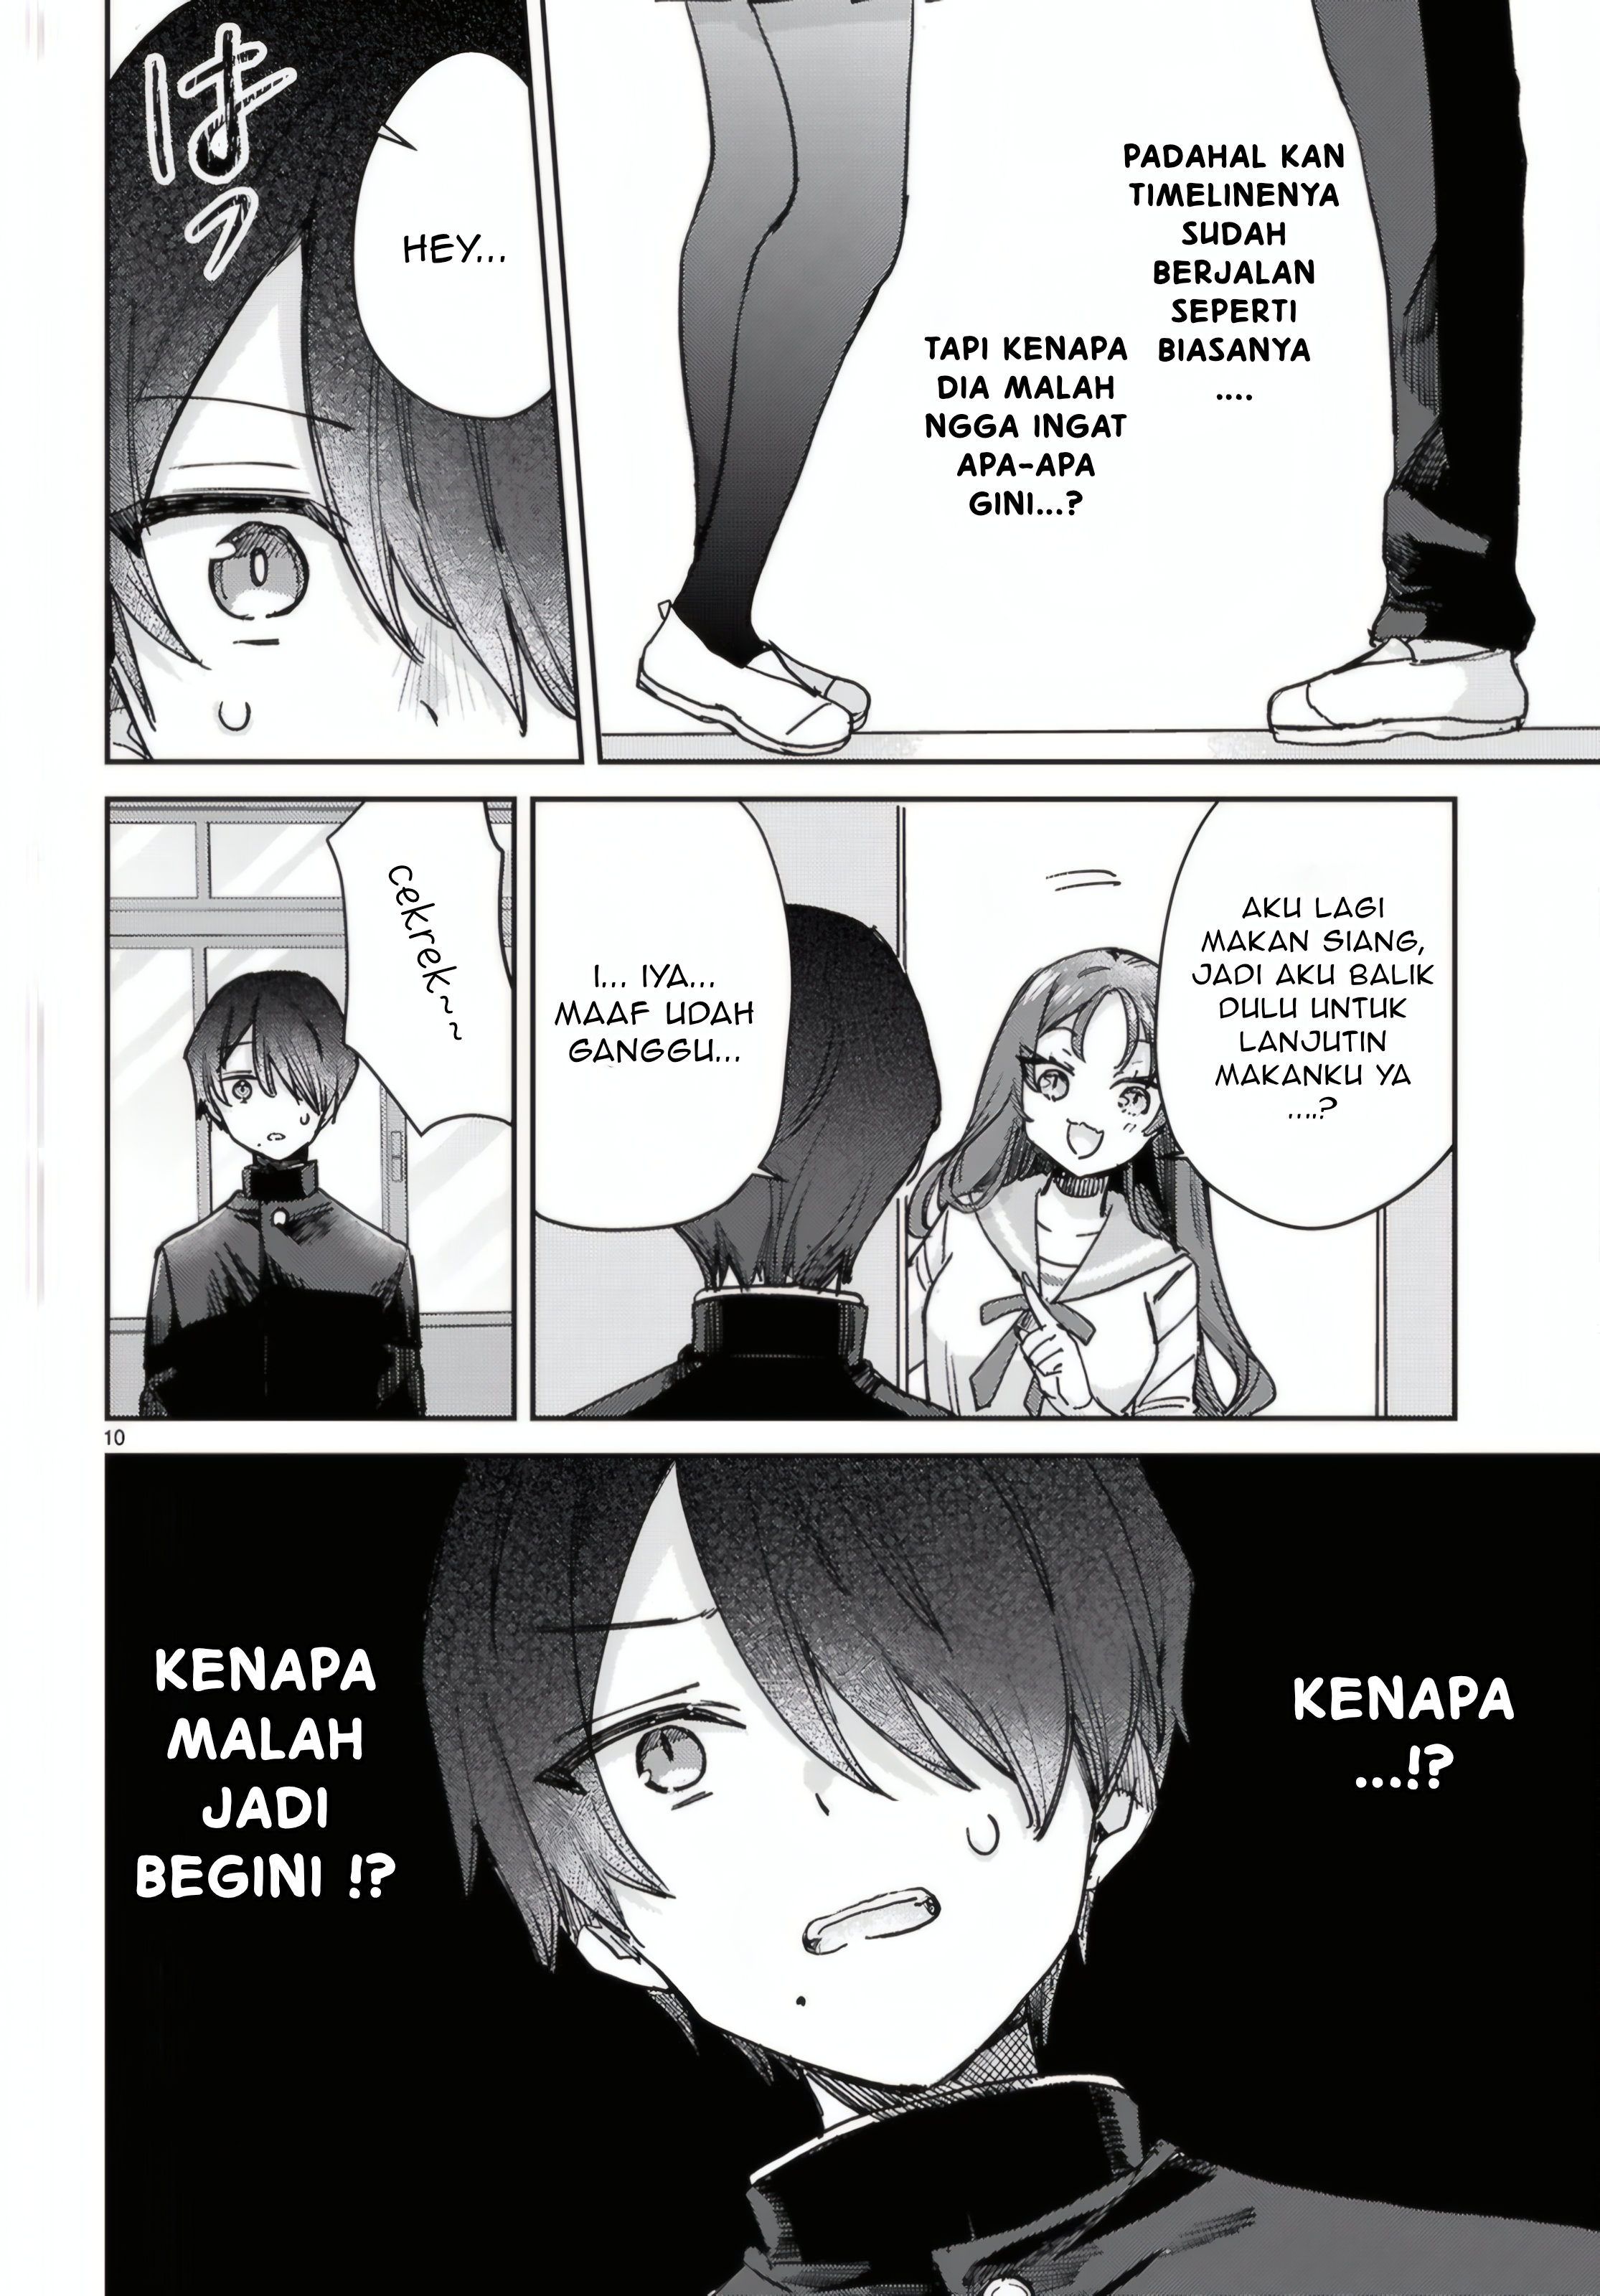 PADAHAL KAN
TIMELINENYA
SUDAH
BERJALAN
SEPERTI
BIASANYA
....
TAPI KENAPA
DIA MALAH
NGGA INGAT
APA-APA
GINI...?
HEY...
はっ
AKU LAGI
MAKAN SIANG,
JADI AKU BALIK
DULU UNTUK
LANJUTIN
MAKANKU YA
....?
I... IYA...
MAAF UDAH
GANGGU...
cekrek~~
10
KENAPA
...!?
KENAPA
MALAH
JADI
BEGINI !?